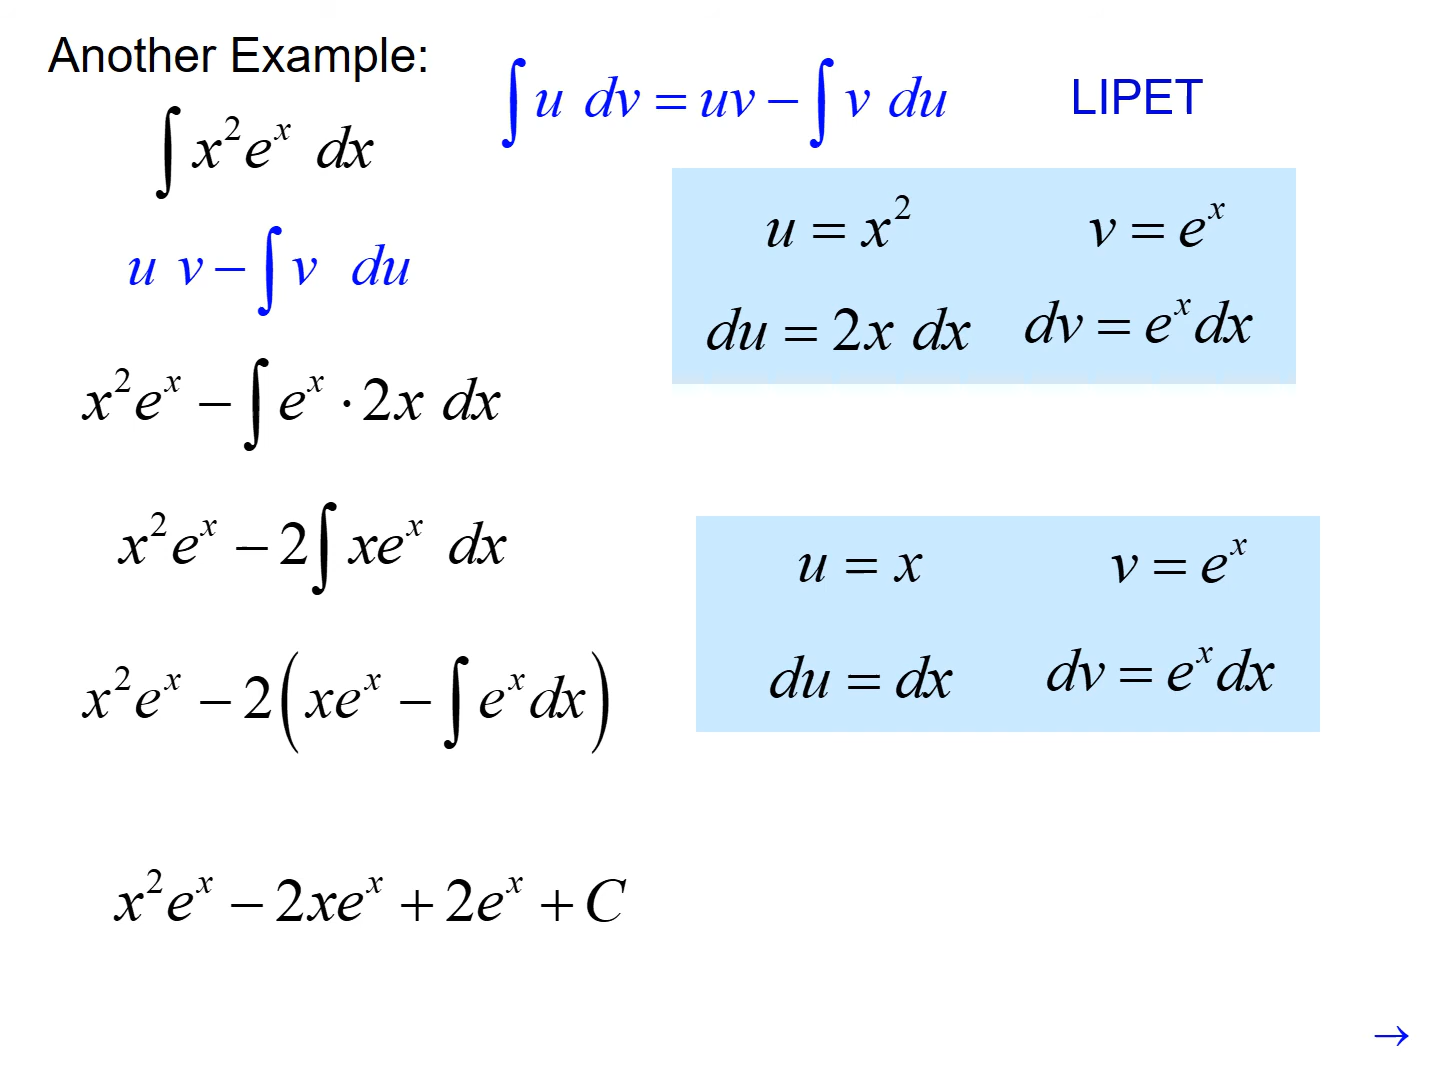 Another Example:
∫ u dv = uv − ∫ v du
LIPET
∫ x²eˣ dx
u v − ∫ v du
u = x² v = eˣ
du = 2x dx dv = eˣdx
x²eˣ − ∫ eˣ · 2x dx
x²eˣ − 2∫ xeˣ dx
u = x v = eˣ
du = dx dv = eˣdx
x²eˣ − 2(xeˣ − ∫ eˣdx)
x²eˣ − 2xeˣ + 2eˣ + C
→